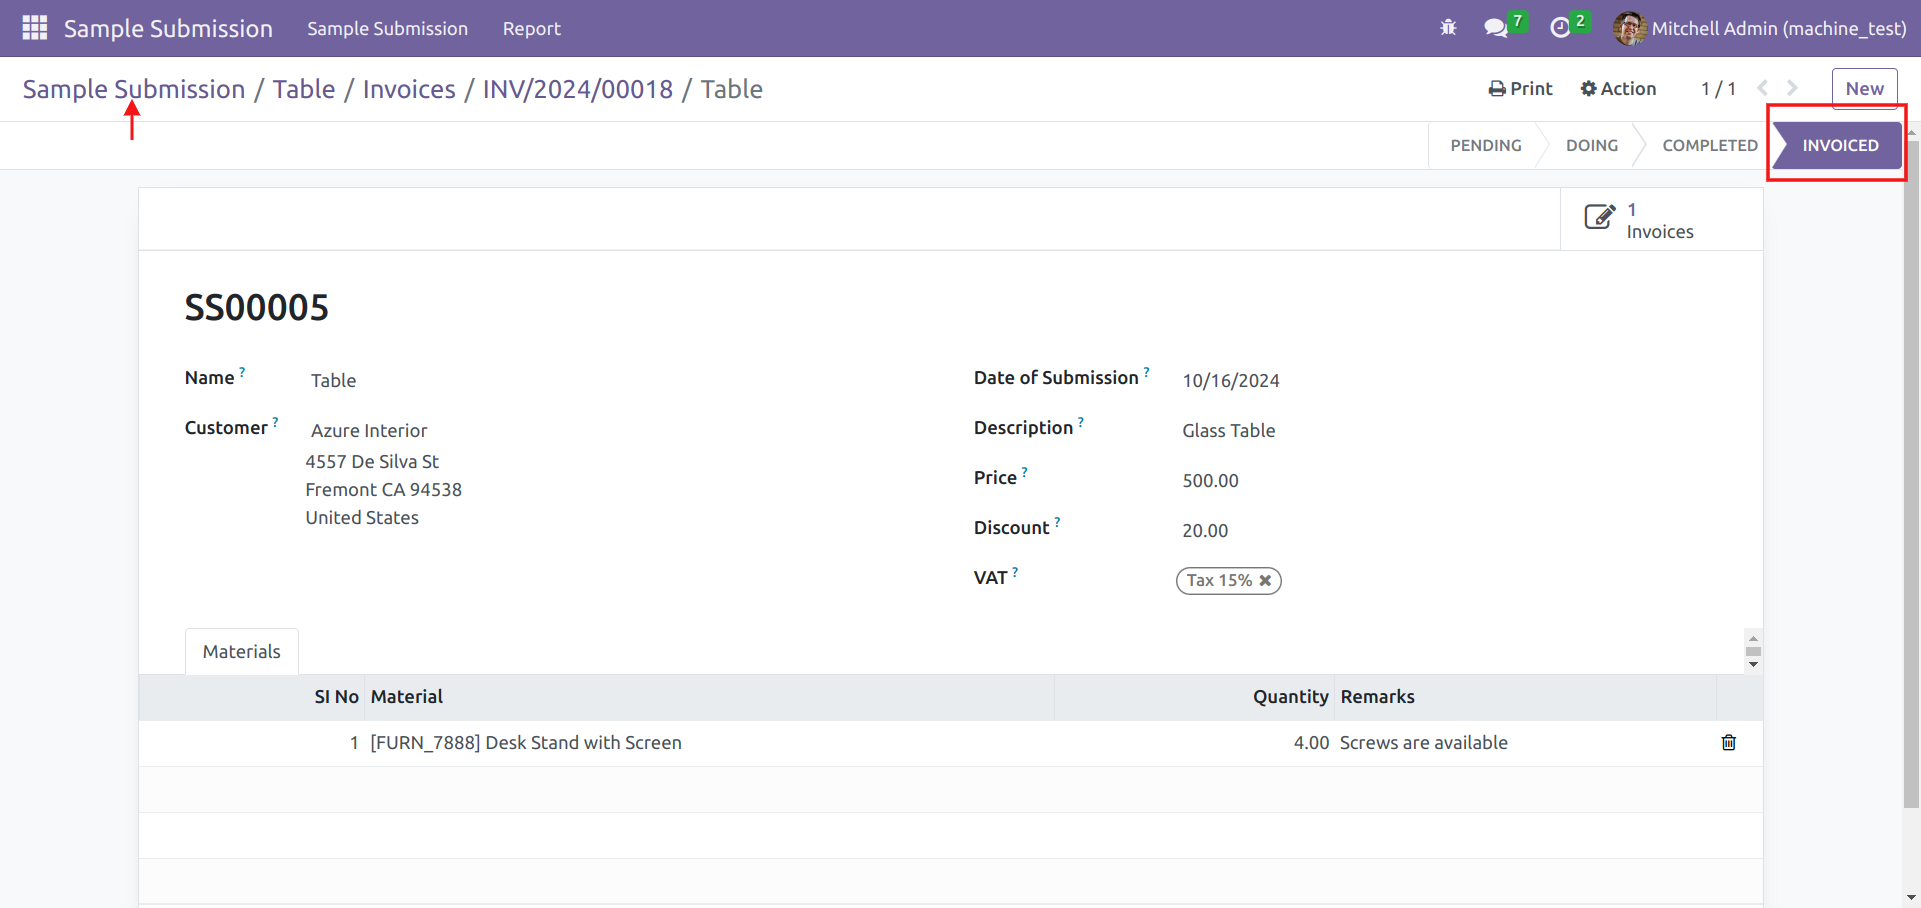 Sample Submission Sample Submission Report 7 2 Mitchell Admin (machine_test)
Sample Submission / Table / Invoices / INV/2024/00018 / Table Print Action 1 / 1 New
PENDING DOING COMPLETED INVOICED
1
Invoices
SS00005
Name ? Table Date of Submission ? 10/16/2024
Customer ? Azure Interior Description ? Glass Table
4557 De Silva St
Fremont CA 94538 Price ? 500.00
United States Discount ? 20.00
VAT ? Tax 15% ✖
Materials
SI No Material Quantity Remarks
1 [FURN_7888] Desk Stand with Screen 4.00 Screws are available